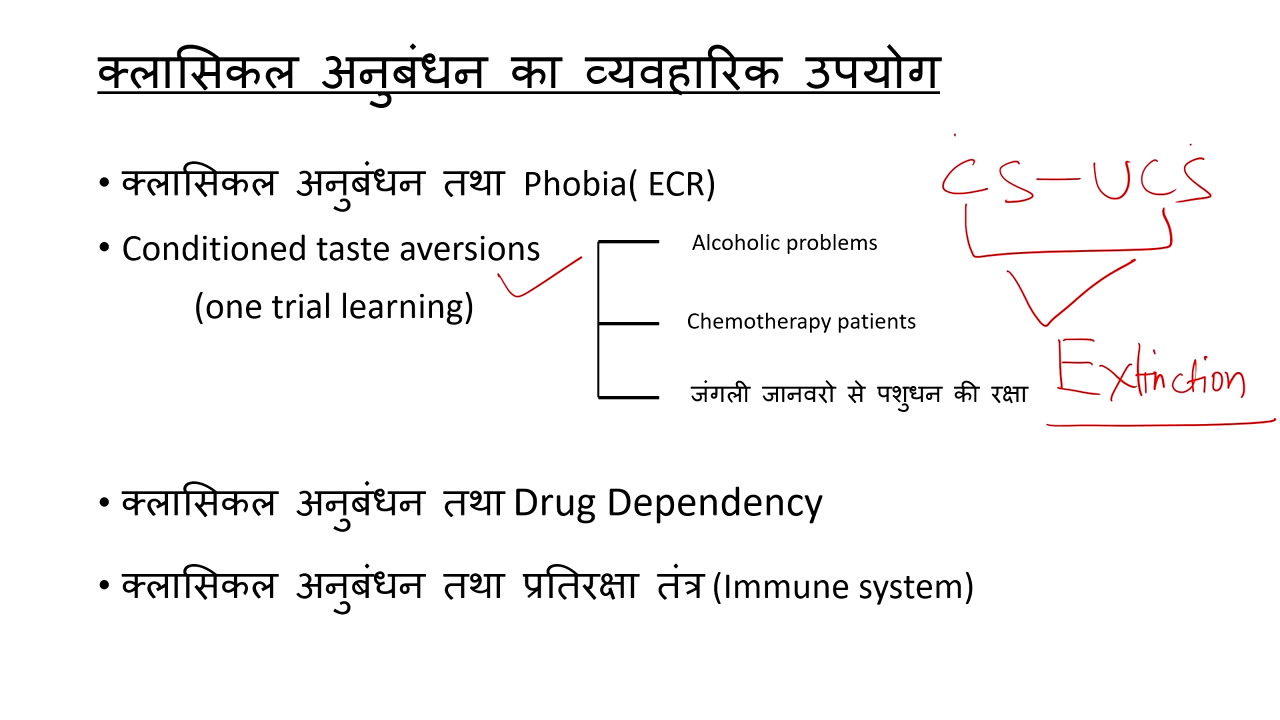 क्लासिकल अनुबंधन का व्यवहारिक उपयोग
• क्लासिकल अनुबंधन तथा Phobia( ECR)
CS-UCS
• Conditioned taste aversions
Alcoholic problems
(one trial learning)
Chemotherapy patients
Extinction
जंगली जानवरो से पशुधन की रक्षा
• क्लासिकल अनुबंधन तथा Drug Dependency
• क्लासिकल अनुबंधन तथा प्रतिरक्षा तंत्र (Immune system)